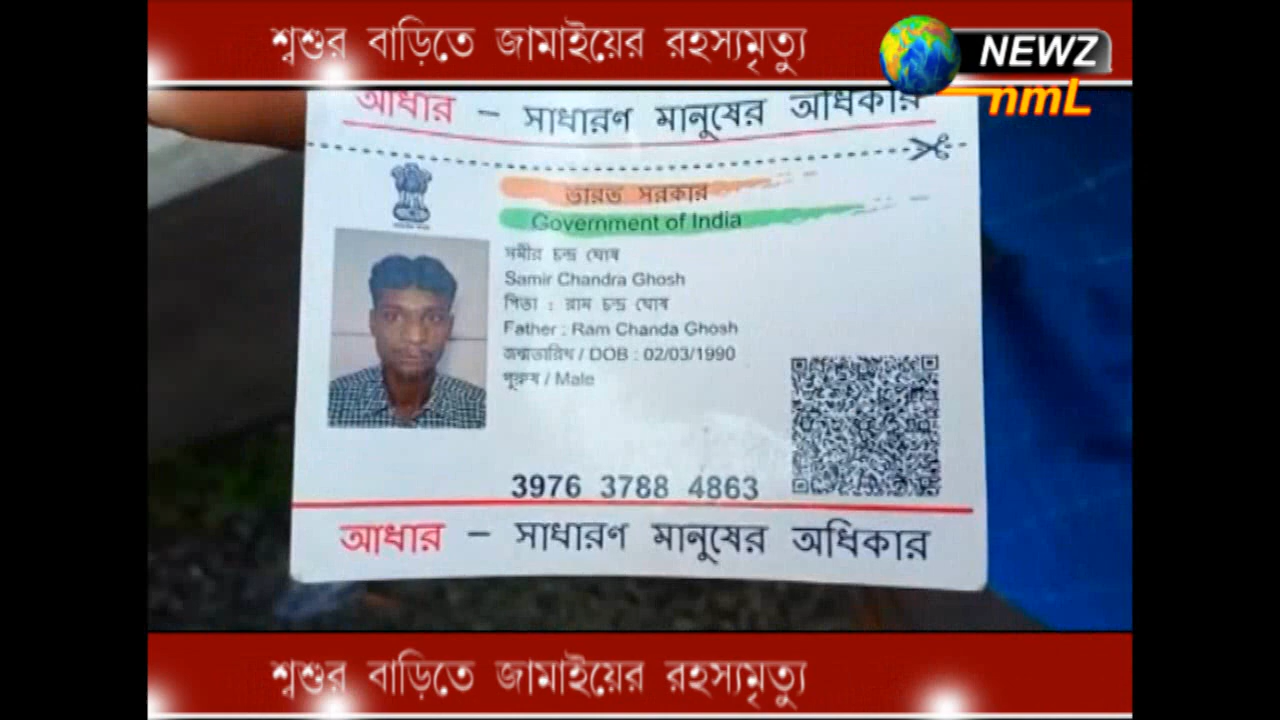 শ্বশুর বাড়িতে জামাইয়ের রহস্যমৃত্যু
NEWZ
nmL
আধার – সাধারণ মানুষের অধিকার
ভারত সরকার
Government of India
সমীর চন্দ্র ঘোষ
Samir Chandra Ghosh
পিতা : রাম চন্দ্র ঘোষ
Father : Ram Chanda Ghosh
জন্মতারিখ / DOB : 02/03/1990
পুরুষ / Male
3976 3788 4863
আধার – সাধারণ মানুষের অধিকার
শ্বশুর বাড়িতে জামাইয়ের রহস্যমৃত্যু